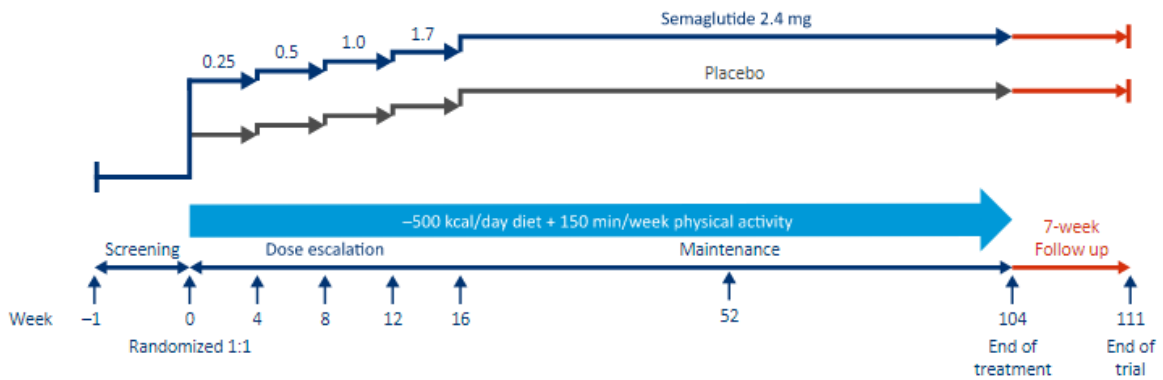 Semaglutide 2.4 mg
0.25
0.5
1.0
1.7
Placebo
–500 kcal/day diet + 150 min/week physical activity
Screening
Dose escalation
Maintenance
7-week
Follow up
Week –1 0 4 8 12 16 52 104 111
Randomized 1:1
End of
treatment
End of
trial